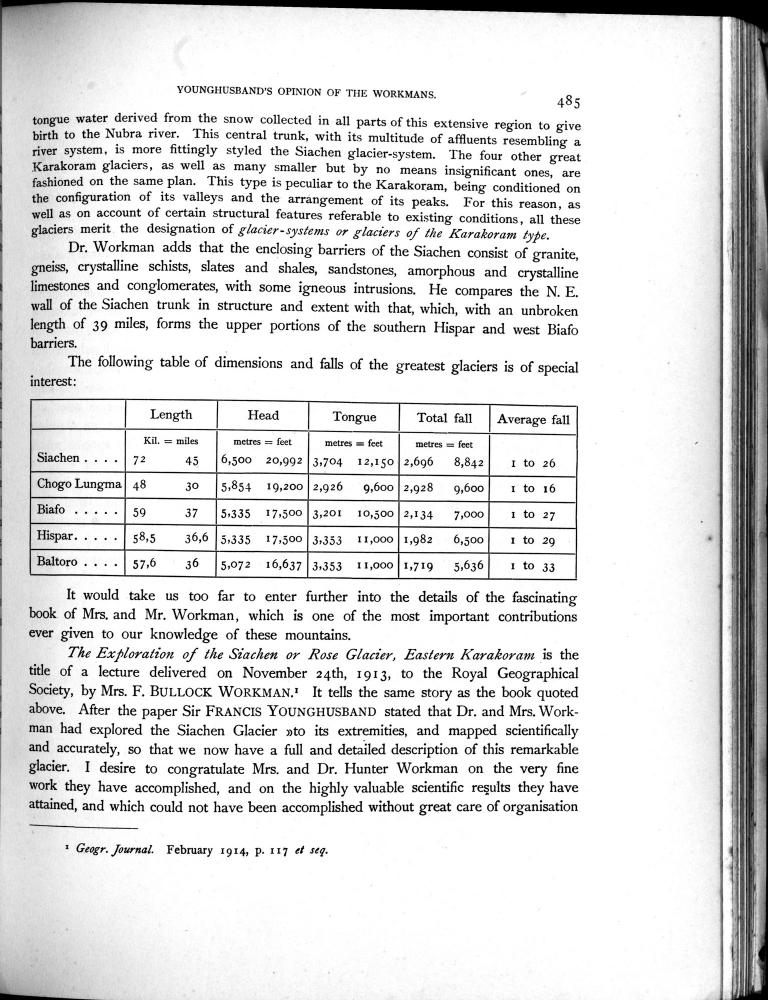 YOUNGHUSBAND'S OPINION OF THE WORKMANS.
485
tongue water derived from the snow collected in all parts of this extensive region to give
birth to the Nubra river. This central trunk, with its multitude of affluents resembling a
river system, is more fittingly styled the Siachen glacier-system. The four other great
Karakoram glaciers, as well as many smaller but by no means insignificant ones, are
fashioned on the same plan. This type is peculiar to the Karakoram, being conditioned on
the configuration of its valleys and the arrangement of its peaks. For this reason, as
well as on account of certain structural features referable to existing conditions, all these
glaciers merit the designation of glacier-systems or glaciers of the Karakoram type.
Dr. Workman adds that the enclosing barriers of the Siachen consist of granite,
gneiss, crystalline schists, slates and shales, sandstones, amorphous and crystalline
limestones and conglomerates, with some igneous intrusions. He compares the N. E.
wall of the Siachen trunk in structure and extent with that, which, with an unbroken
length of 39 miles, forms the upper portions of the southern Hispar and west Biafo
barriers.
The following table of dimensions and falls of the greatest glaciers is of special
interest:
Length Head Tongue Total fall Average fall
Kil. = miles metres = feet metres = feet metres = feet
Siachen . . . . 72 45 6,500 20,992 3,704 12,150 2,696 8,842 1 to 26
Chogo Lungma 48 30 5,854 19,200 2,926 9,600 2,928 9,600 1 to 16
Biafo . . . . . 59 37 5,335 17,500 3,201 10,500 2,134 7,000 1 to 27
Hispar. . . . . 58,5 36,6 5,335 17,500 3,353 11,000 1,982 6,500 1 to 29
Baltoro . . . . 57,6 36 5,072 16,637 3,353 11,000 1,719 5,636 1 to 33
It would take us too far to enter further into the details of the fascinating
book of Mrs. and Mr. Workman, which is one of the most important contributions
ever given to our knowledge of these mountains.
The Exploration of the Siachen or Rose Glacier, Eastern Karakoram is the
title of a lecture delivered on November 24th, 1913, to the Royal Geographical
Society, by Mrs. F. BULLOCK WORKMAN.¹ It tells the same story as the book quoted
above. After the paper Sir FRANCIS YOUNGHUSBAND stated that Dr. and Mrs. Work-
man had explored the Siachen Glacier »to its extremities, and mapped scientifically
and accurately, so that we now have a full and detailed description of this remarkable
glacier. I desire to congratulate Mrs. and Dr. Hunter Workman on the very fine
work they have accomplished, and on the highly valuable scientific results they have
attained, and which could not have been accomplished without great care of organisation
¹ Geogr. Journal. February 1914, p. 117 et seq.